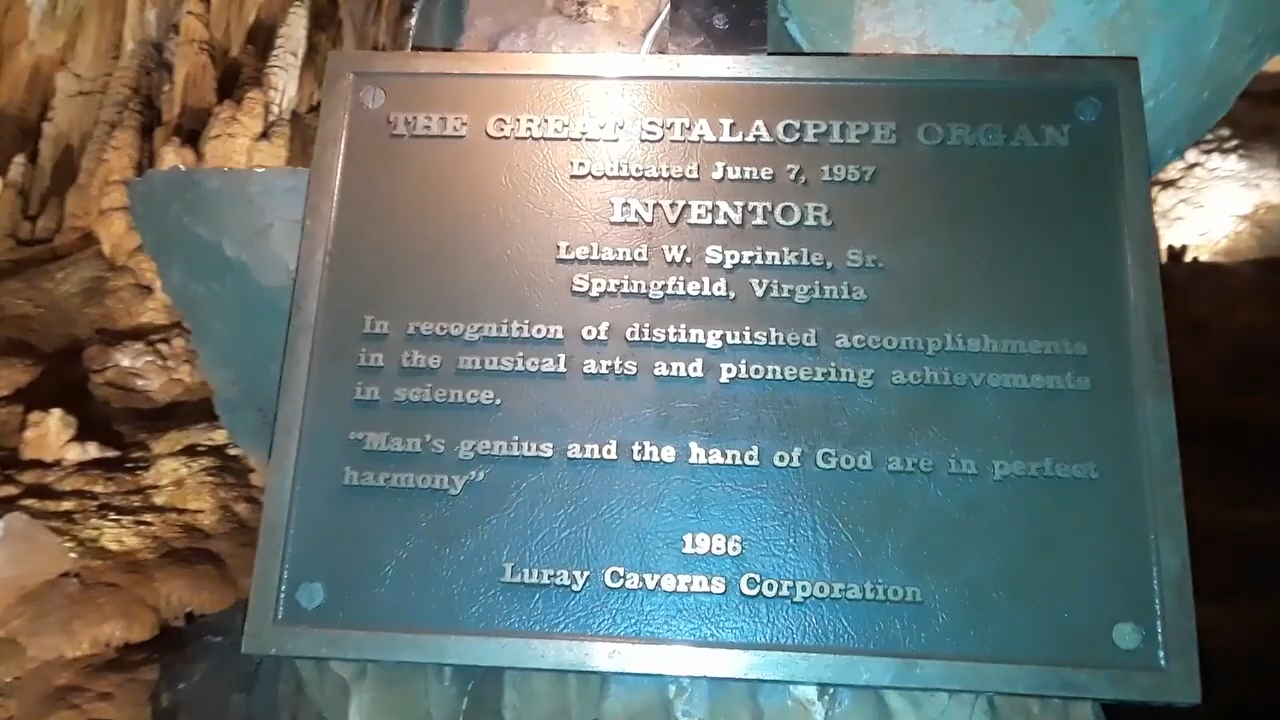 THE GREAT STALACPIPE ORGAN
Dedicated June 7, 1957
INVENTOR
Leland W. Sprinkle, Sr.
Springfield, Virginia
In recognition of distinguished accomplishments
in the musical arts and pioneering achievements
in science.
“Man’s genius and the hand of God are in perfect
harmony”
1986
Luray Caverns Corporation